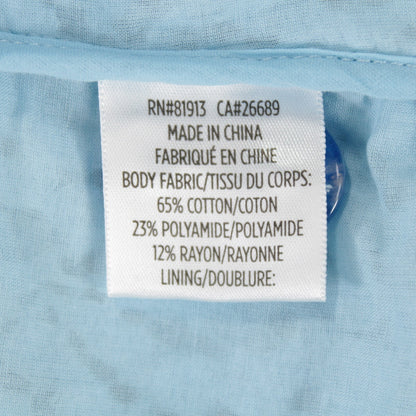 RN#81913 CA#26689
MADE IN CHINA
FABRIQUÉ EN CHINE
BODY FABRIC/TISSU DU CORPS:
65% COTTON/COTON
23% POLYAMIDE/POLYAMIDE
12% RAYON/RAYONNE
LINING/DOUBLURE: